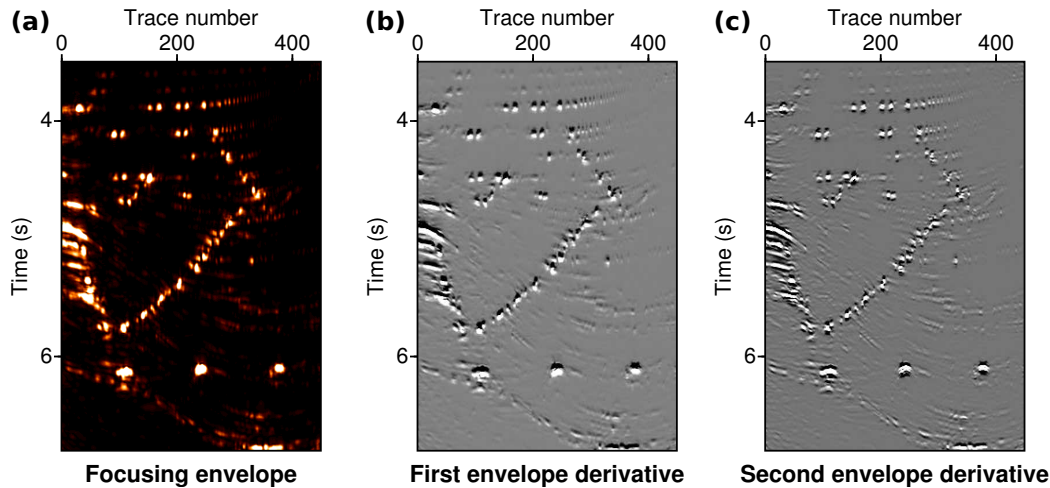 (a)
Trace number
0 200 400
Time (s)
4
6
Focusing envelope
(b)
Trace number
0 200 400
Time (s)
4
6
First envelope derivative
(c)
Trace number
0 200 400
Time (s)
4
6
Second envelope derivative